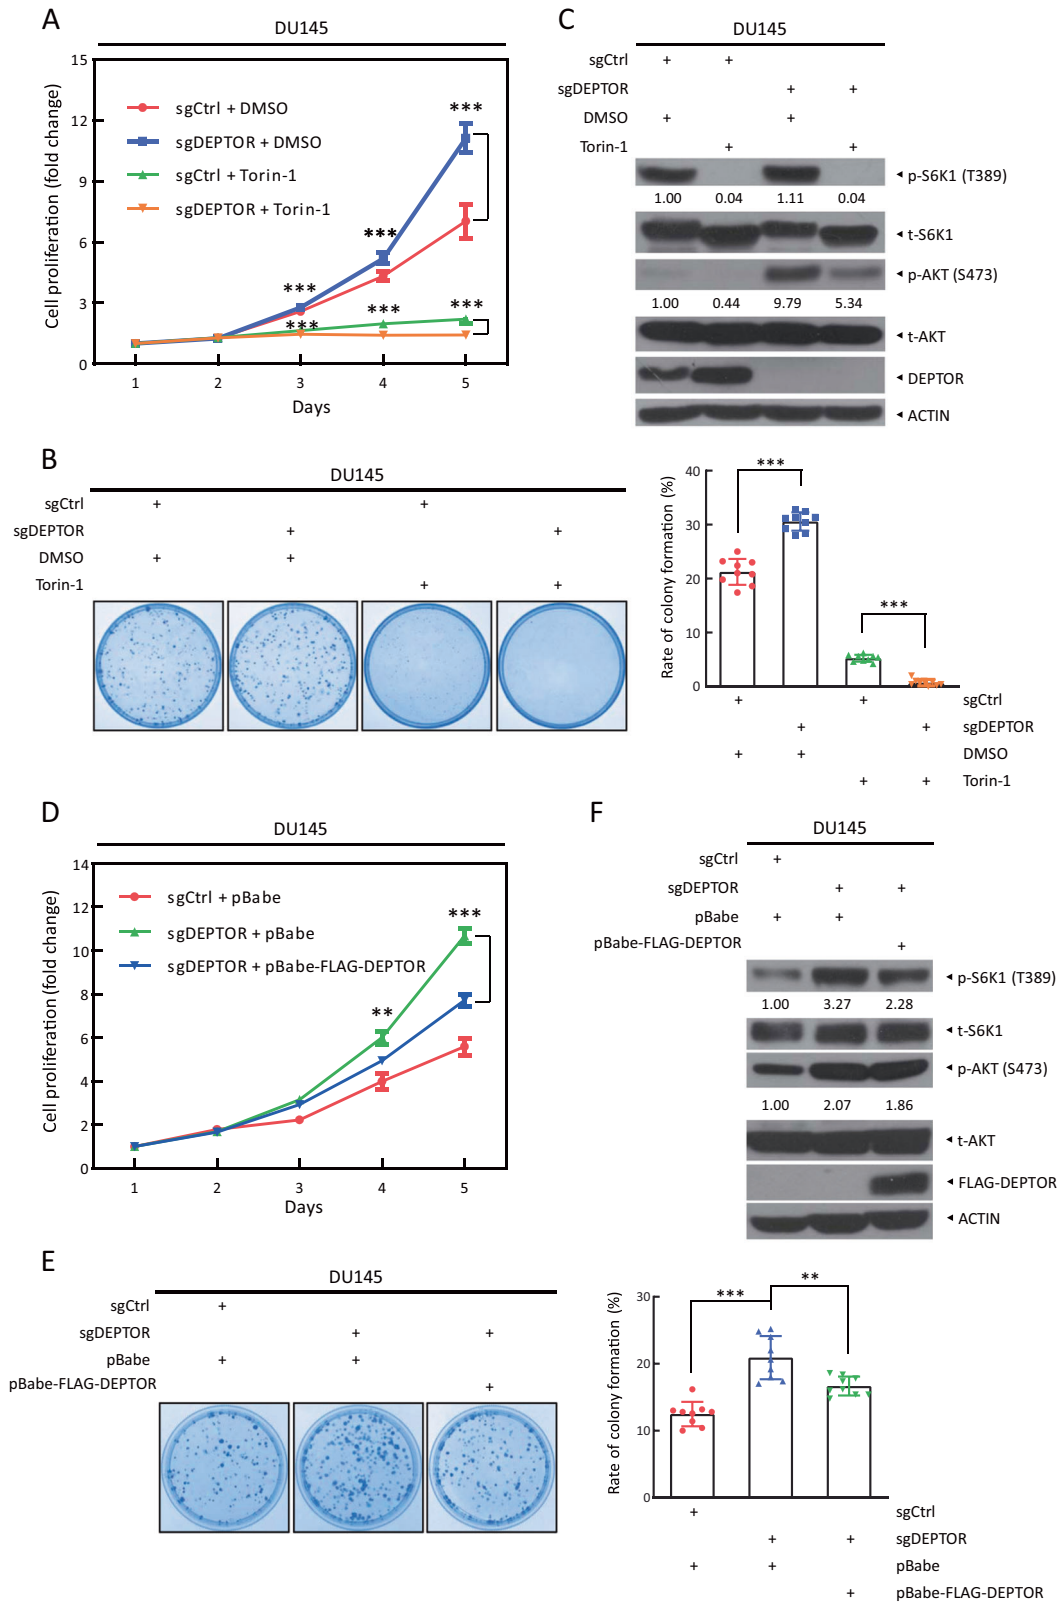 A
DU145
Cell proliferation (fold change)
15
12
9
6
3
0
sgCtrl + DMSO
sgDEPTOR + DMSO
sgCtrl + Torin-1
sgDEPTOR + Torin-1
***
***
***
***
***
***
1 2 3 4 5
Days
C
DU145
sgCtrl + +
sgDEPTOR + +
DMSO + +
Torin-1 + +
p-S6K1 (T389)
1.00 0.04 1.11 0.04
t-S6K1
p-AKT (S473)
1.00 0.44 9.79 5.34
t-AKT
DEPTOR
ACTIN
B
DU145
sgCtrl + +
sgDEPTOR + +
DMSO + +
Torin-1 + +
Rate of colony formation (%)
40
30
20
10
0
***
***
+ + sgCtrl
+ + sgDEPTOR
+ + DMSO
+ + Torin-1
D
DU145
Cell proliferation (fold change)
14
12
10
8
6
4
2
0
sgCtrl + pBabe
sgDEPTOR + pBabe
sgDEPTOR + pBabe-FLAG-DEPTOR
***
**
1 2 3 4 5
Days
F
DU145
sgCtrl +
sgDEPTOR + +
pBabe + +
pBabe-FLAG-DEPTOR +
p-S6K1 (T389)
1.00 3.27 2.28
t-S6K1
p-AKT (S473)
1.00 2.07 1.86
t-AKT
FLAG-DEPTOR
ACTIN
E
DU145
sgCtrl +
sgDEPTOR + +
pBabe + +
pBabe-FLAG-DEPTOR +
Rate of colony formation (%)
30
20
10
0
***
**
+ sgCtrl
+ + sgDEPTOR
+ + pBabe
+ pBabe-FLAG-DEPTOR